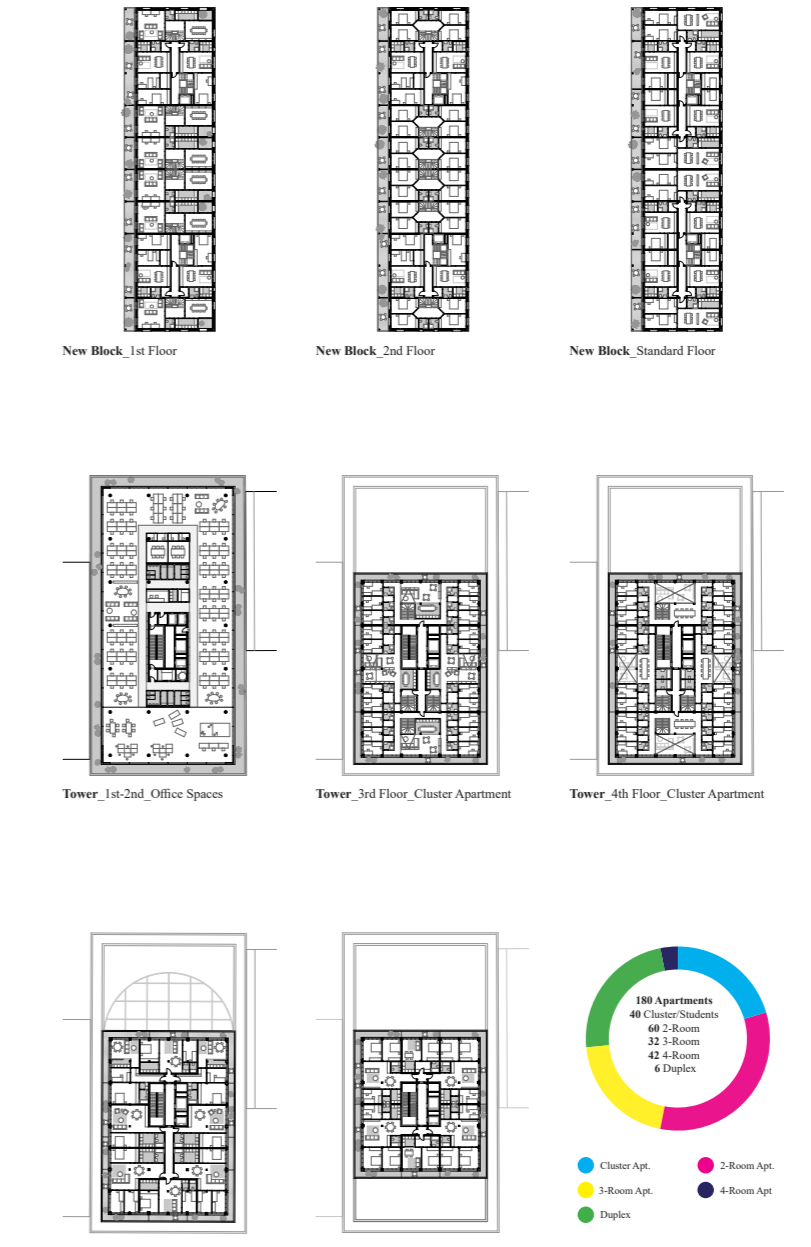 New Block_1st Floor
New Block_2nd Floor
New Block_Standard Floor
Tower_1st-2nd_Office Spaces
Tower_3rd Floor_Cluster Apartment
Tower_4th Floor_Cluster Apartment
180 Apartments
40 Cluster/Students
60 2-Room
32 3-Room
42 4-Room
6 Duplex
Cluster Apt.
2-Room Apt.
3-Room Apt.
4-Room Apt
Duplex